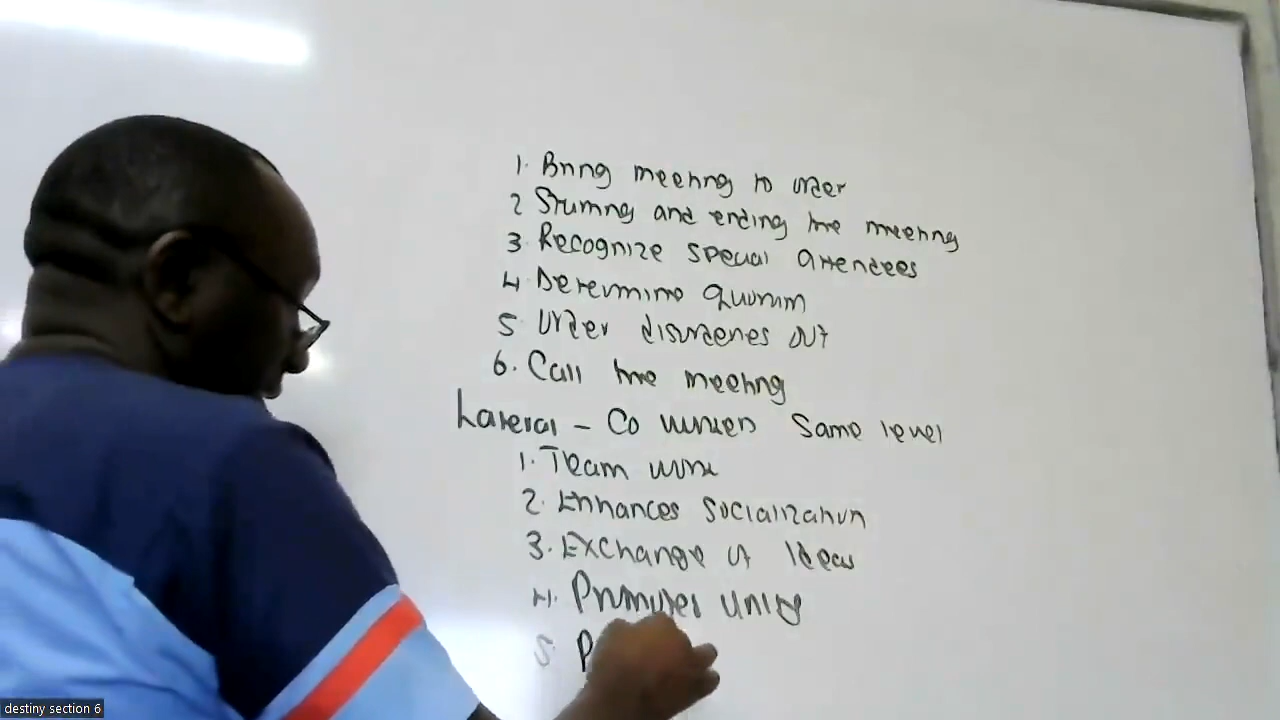 1. Bring meeting to order
2 Starting and ending the meeting
3. Recognize special attendees
4 Determine Quorum
5 Order disorderies out
6. Call the meeting
Lateral - Co workers Same level
1. Team work
2. Enhances Socialization
3. Exchange of Ideas
4. Promotes unity
5. P
destiny section 6